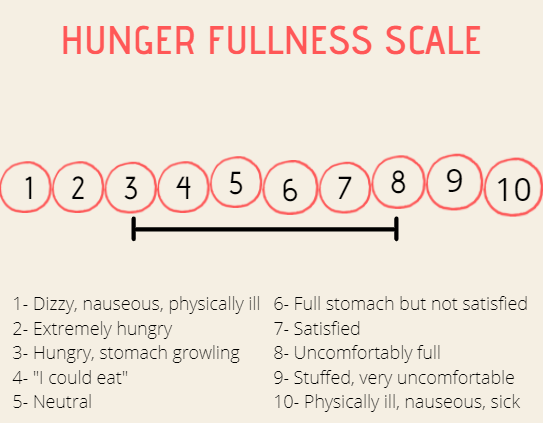 HUNGER FULLNESS SCALE
1 2 3 4 5 6 7 8 9 10
1- Dizzy, nauseous, physically ill
2- Extremely hungry
3- Hungry, stomach growling
4- "I could eat"
5- Neutral
6- Full stomach but not satisfied
7- Satisfied
8- Uncomfortably full
9- Stuffed, very uncomfortable
10- Physically ill, nauseous, sick